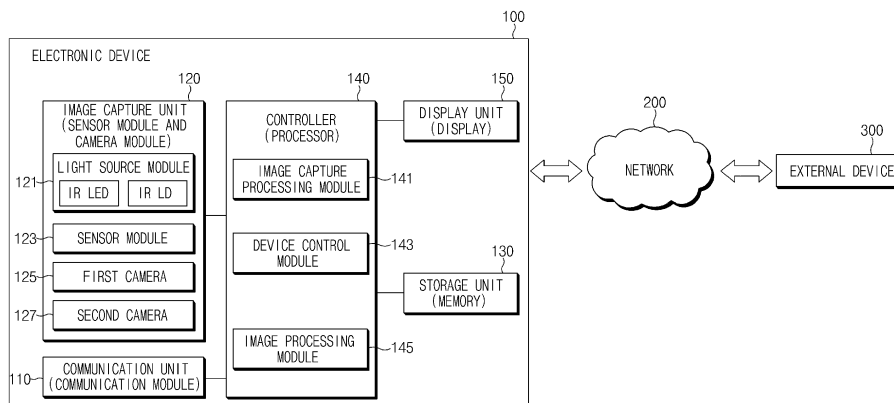 100
ELECTRONIC DEVICE
120
140
150
IMAGE CAPTURE UNIT
(SENSOR MODULE AND
CAMERA MODULE)
CONTROLLER
(PROCESSOR)
DISPLAY UNIT
(DISPLAY)
200
300
121
LIGHT SOURCE MODULE
IR LED
IR LD
IMAGE CAPTURE
PROCESSING MODULE
141
NETWORK
EXTERNAL DEVICE
123
SENSOR MODULE
DEVICE CONTROL
MODULE
143
130
125
FIRST CAMERA
STORAGE UNIT
(MEMORY)
127
SECOND CAMERA
IMAGE PROCESSING
MODULE
145
110
COMMUNICATION UNIT
(COMMUNICATION MODULE)